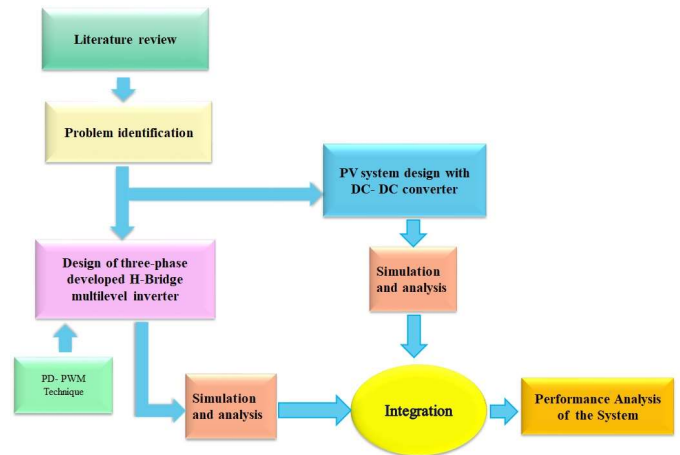 Literature review
Problem identification
PV system design with
DC- DC converter
Design of three-phase
developed H-Bridge
multilevel inverter
Simulation
and analysis
PD- PWM
Technique
Simulation
and analysis
Integration
Performance Analysis
of the System